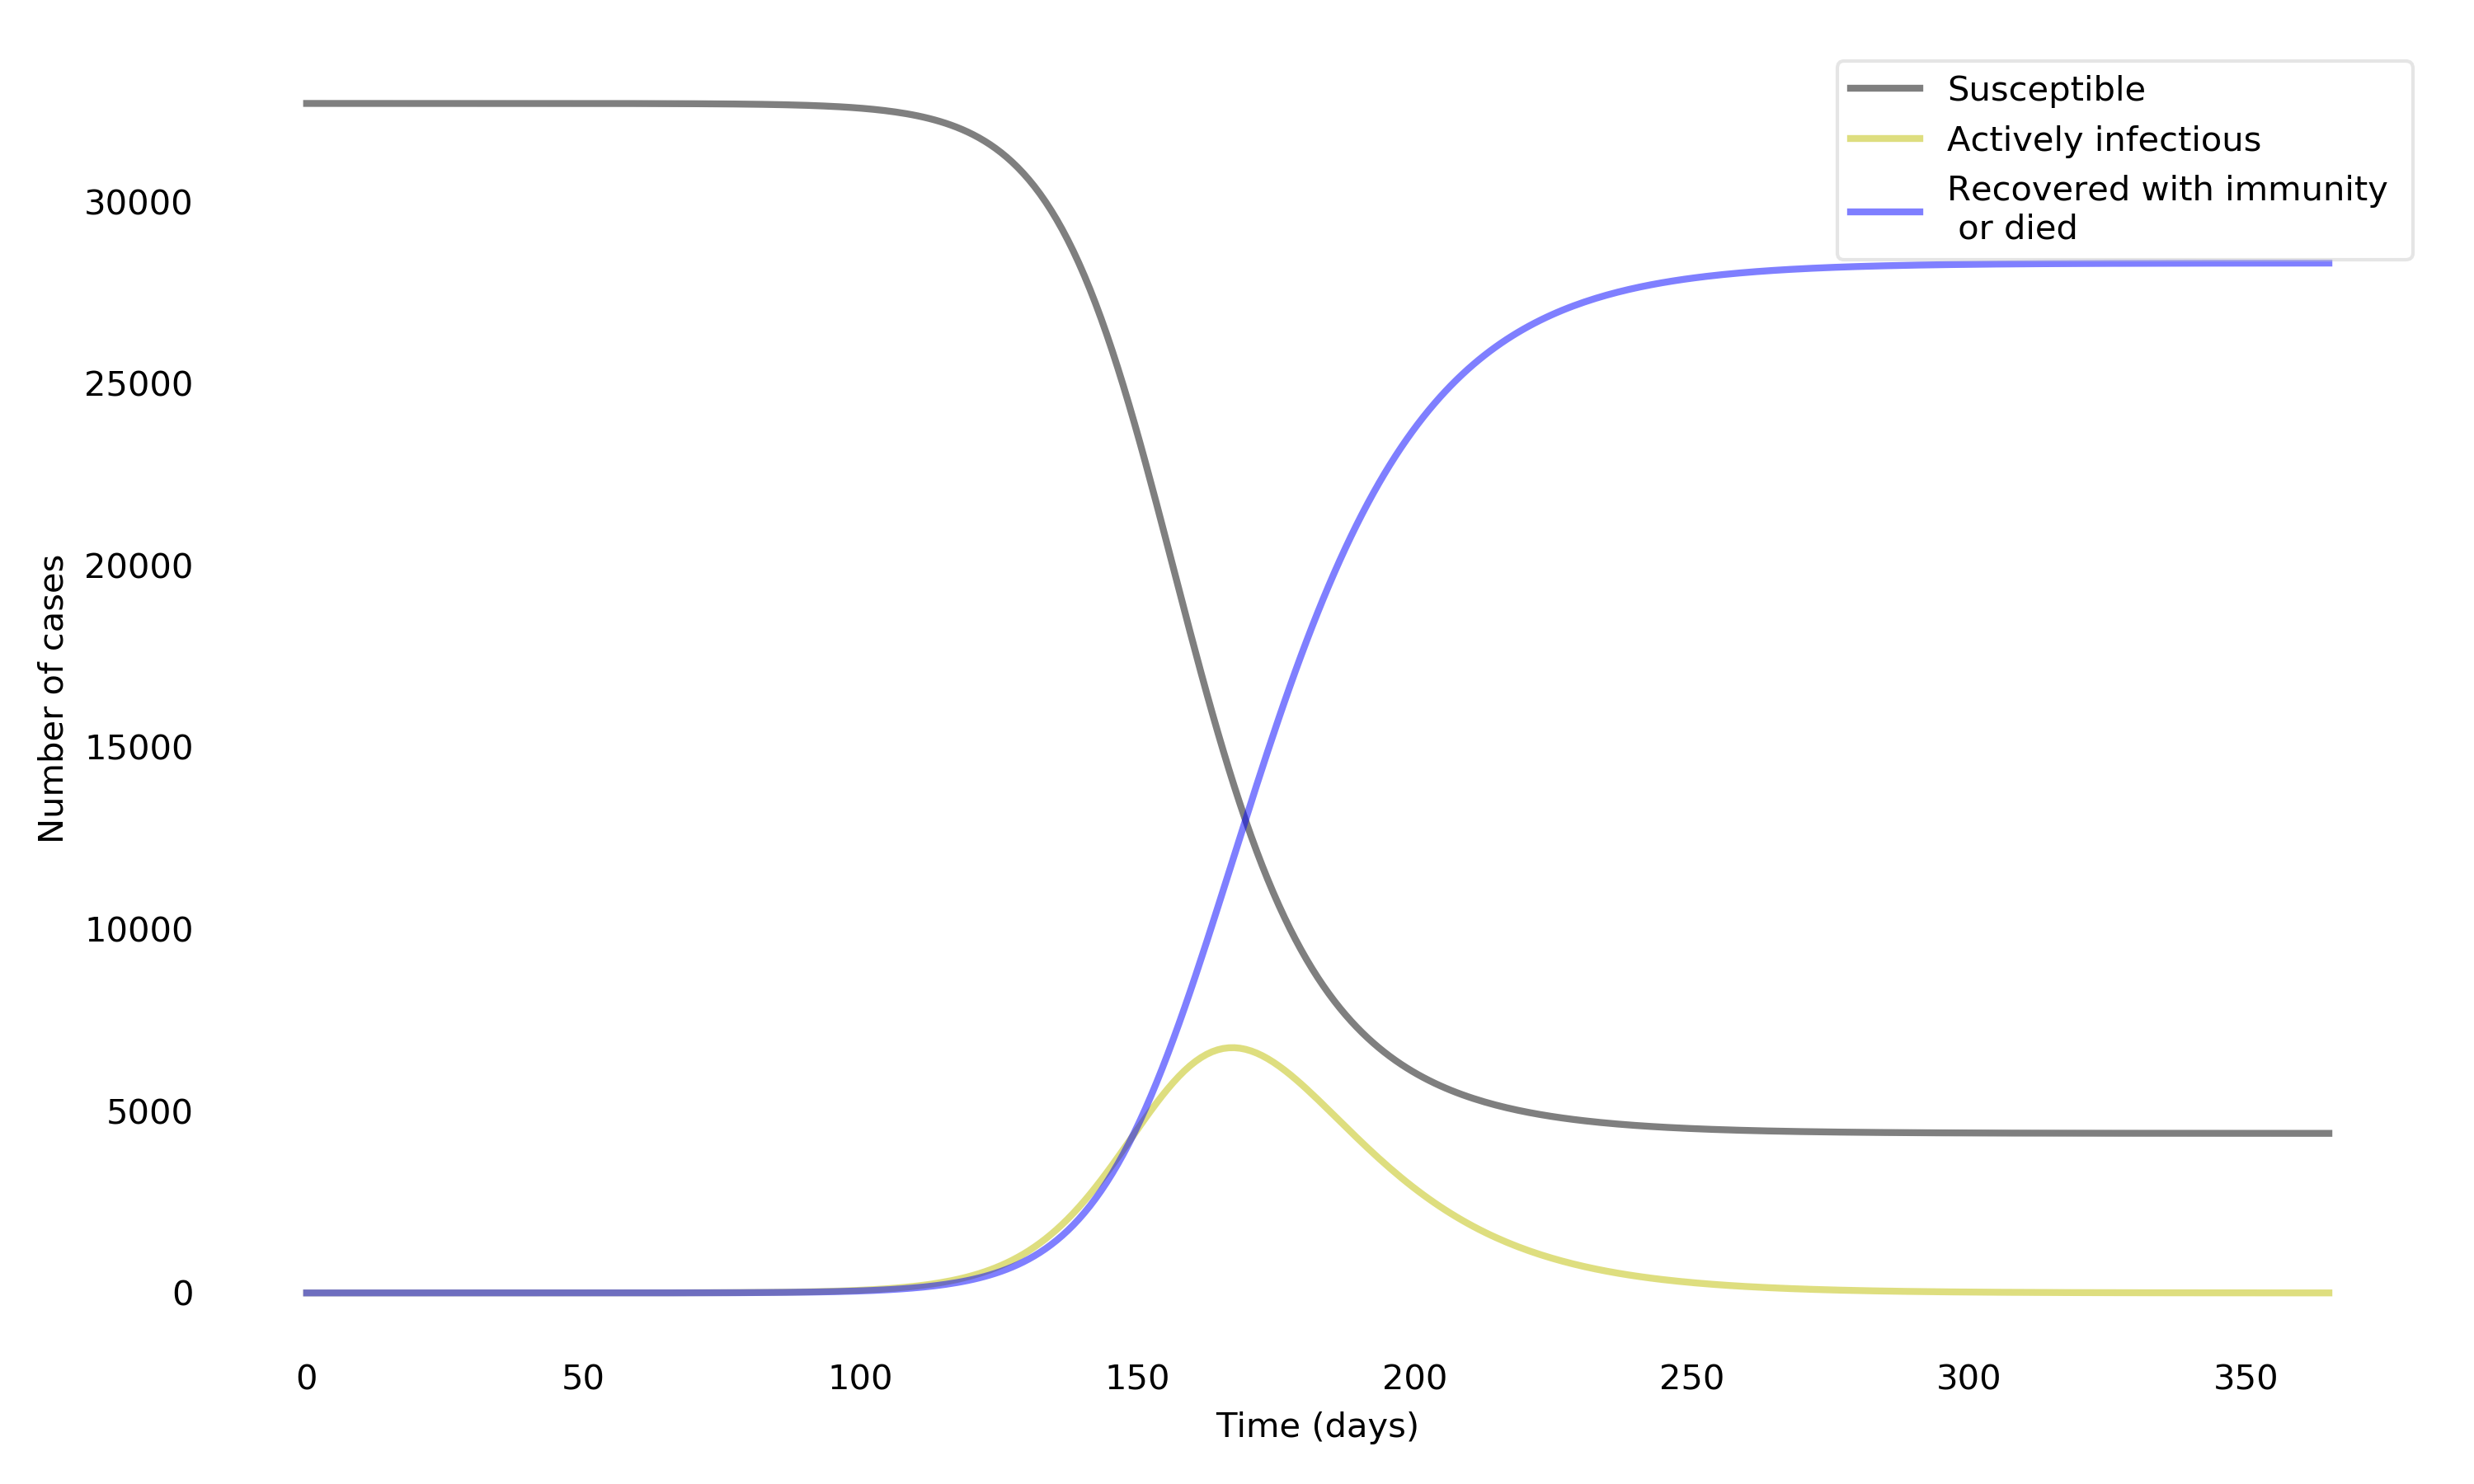 Susceptible
Actively infectious
Recovered with immunity
or died
30000
25000
20000
15000
10000
5000
0
Number of cases
0 50 100 150 200 250 300 350
Time (days)